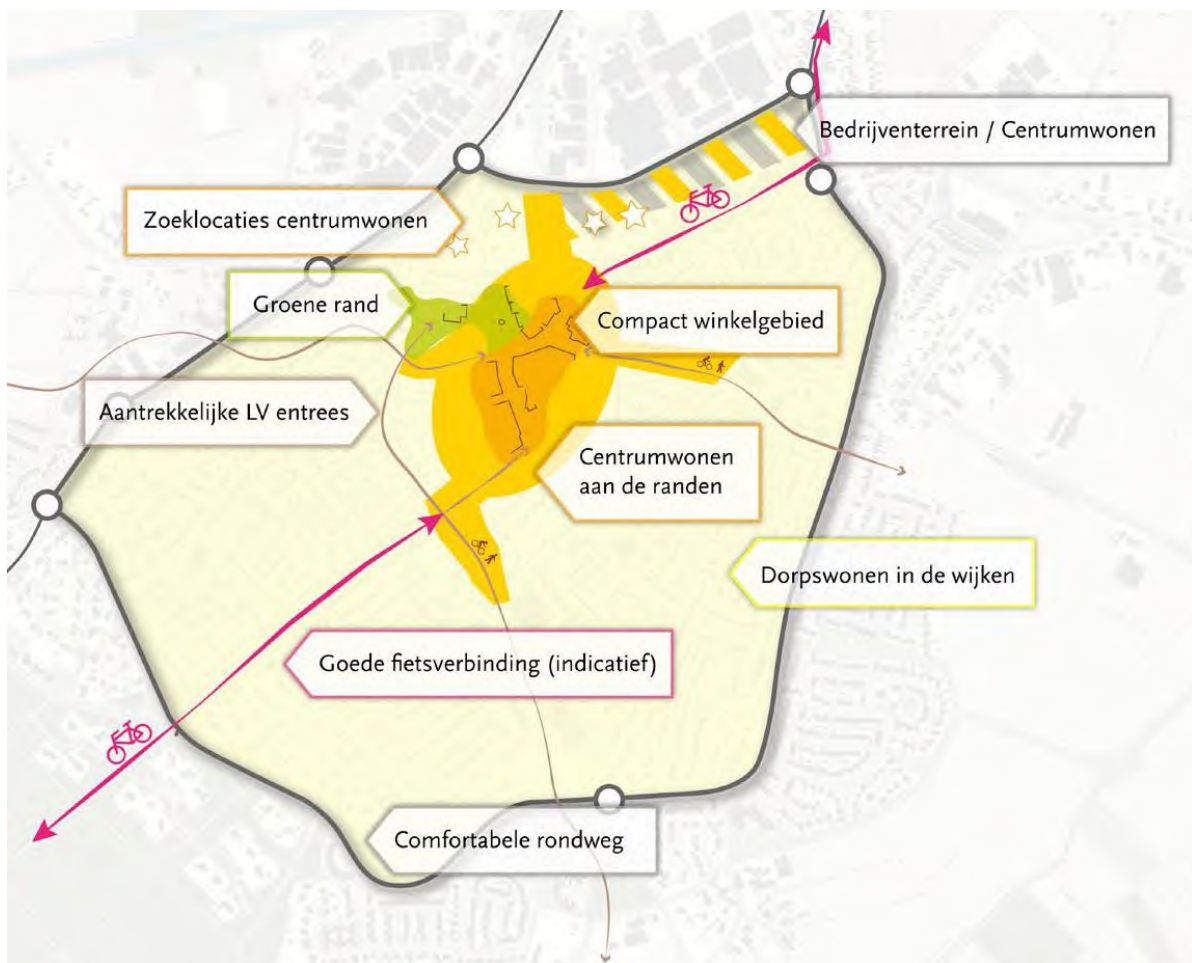 Bedrijventerrein / Centrumwonen
Zoeklocaties centrumwonen
Groene rand
Compact winkelgebied
Aantrekkelijke LV entrees
Centrumwonen
aan de randen
Dorpswonen in de wijken
Goede fietsverbinding (indicatief)
Comfortabele rondweg